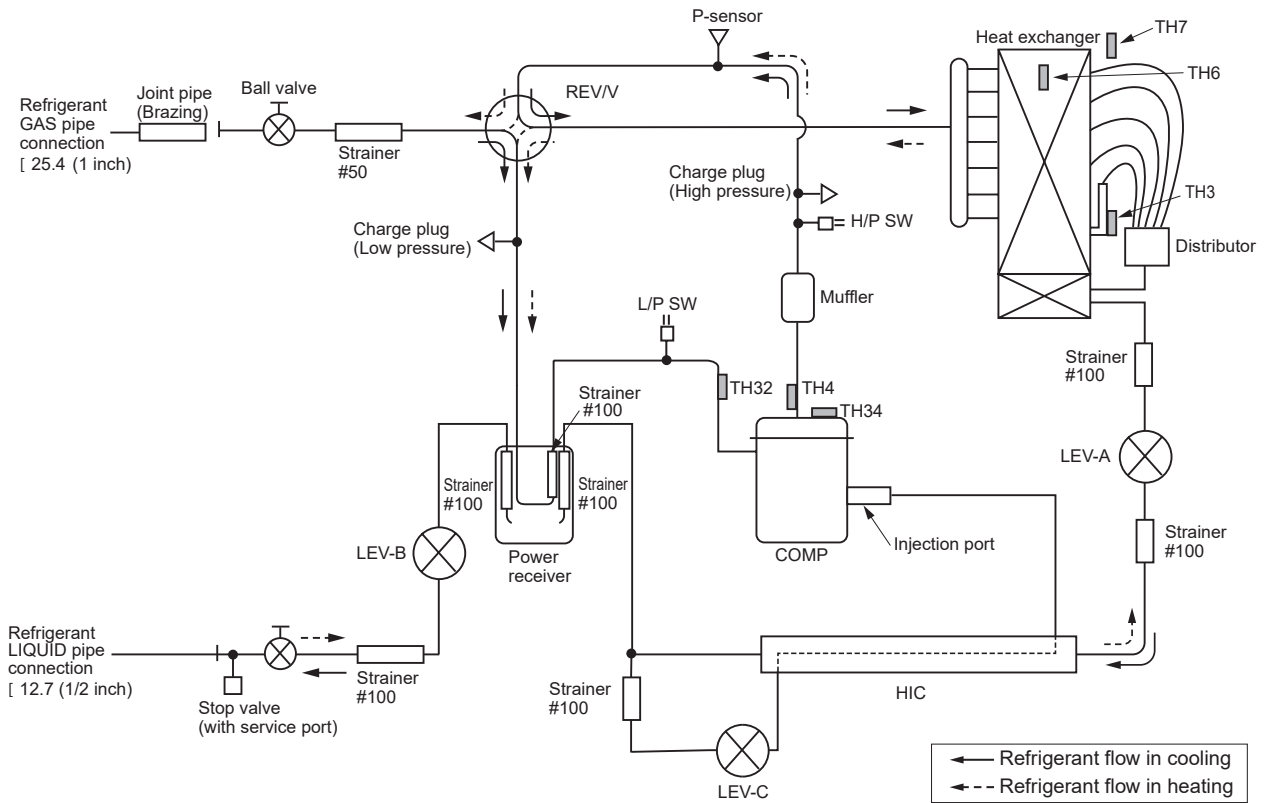 P-sensor
Heat exchanger
TH7
TH6
Refrigerant
GAS pipe
connection
[ 25.4 (1 inch)
Joint pipe
(Brazing)
Ball valve
REV/V
Strainer
#50
Charge plug
(High pressure)
TH3
H/P SW
Charge plug
(Low pressure)
Distributor
Muffler
L/P SW
Strainer
#100
TH32
TH4
TH34
Strainer
#100
LEV-A
Strainer
#100
Strainer
#100
Strainer
#100
LEV-B
Power
receiver
COMP
Injection port
Refrigerant
LIQUID pipe
connection
[ 12.7 (1/2 inch)
Stop valve
(with service port)
Strainer
#100
Strainer
#100
HIC
LEV-C
Refrigerant flow in cooling
Refrigerant flow in heating